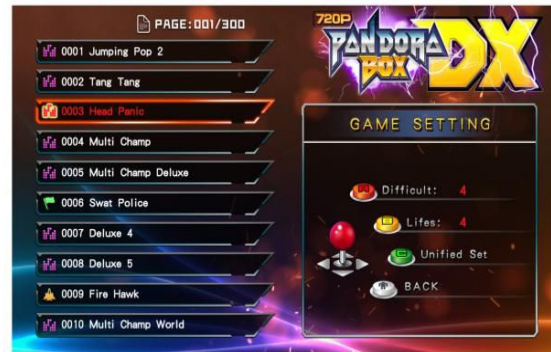 PAGE:001/300
0001 Jumping Pop 2
0002 Tang Tang
0003 Head Panic
0004 Multi Champ
0005 Multi Champ Deluxe
0006 Swat Police
0007 Deluxe 4
0008 Deluxe 5
0009 Fire Hawk
0010 Multi Champ World
720P
PANDORA
BOX
DX
GAME SETTING
Difficult: 4
Lifes: 4
Unified Set
BACK